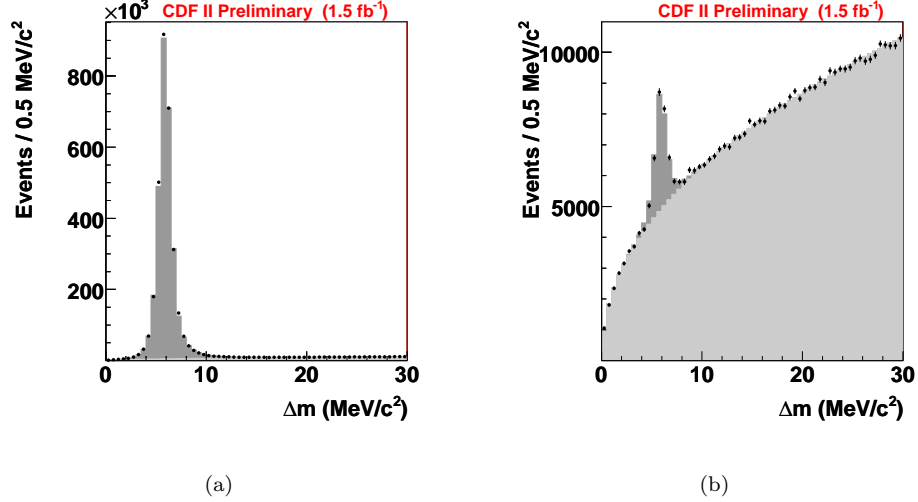 ×10³ CDF II Preliminary (1.5 fb⁻¹)
Events / 0.5 MeV/c²
800
600
400
200
0 10 20 30
Δm (MeV/c²)
(a)
CDF II Preliminary (1.5 fb⁻¹)
Events / 0.5 MeV/c²
10000
5000
0 10 20 30
Δm (MeV/c²)
(b)